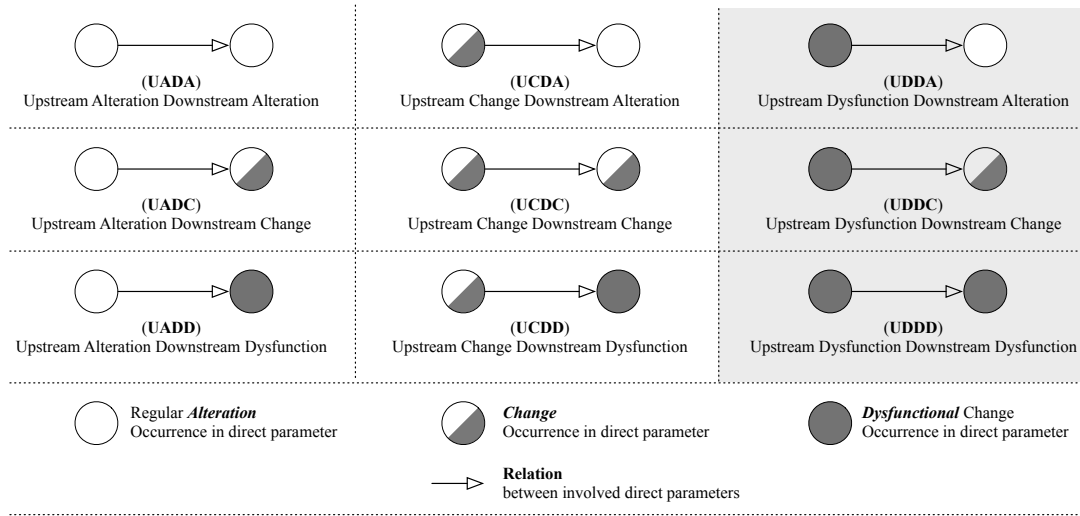 (UADA)
Upstream Alteration Downstream Alteration
(UCDA)
Upstream Change Downstream Alteration
(UDDA)
Upstream Dysfunction Downstream Alteration
(UADC)
Upstream Alteration Downstream Change
(UCDC)
Upstream Change Downstream Change
(UDDC)
Upstream Dysfunction Downstream Change
(UADD)
Upstream Alteration Downstream Dysfunction
(UCDD)
Upstream Change Downstream Dysfunction
(UDDD)
Upstream Dysfunction Downstream Dysfunction
Regular Alteration
Occurrence in direct parameter
Change
Occurrence in direct parameter
Dysfunctional Change
Occurrence in direct parameter
Relation
between involved direct parameters